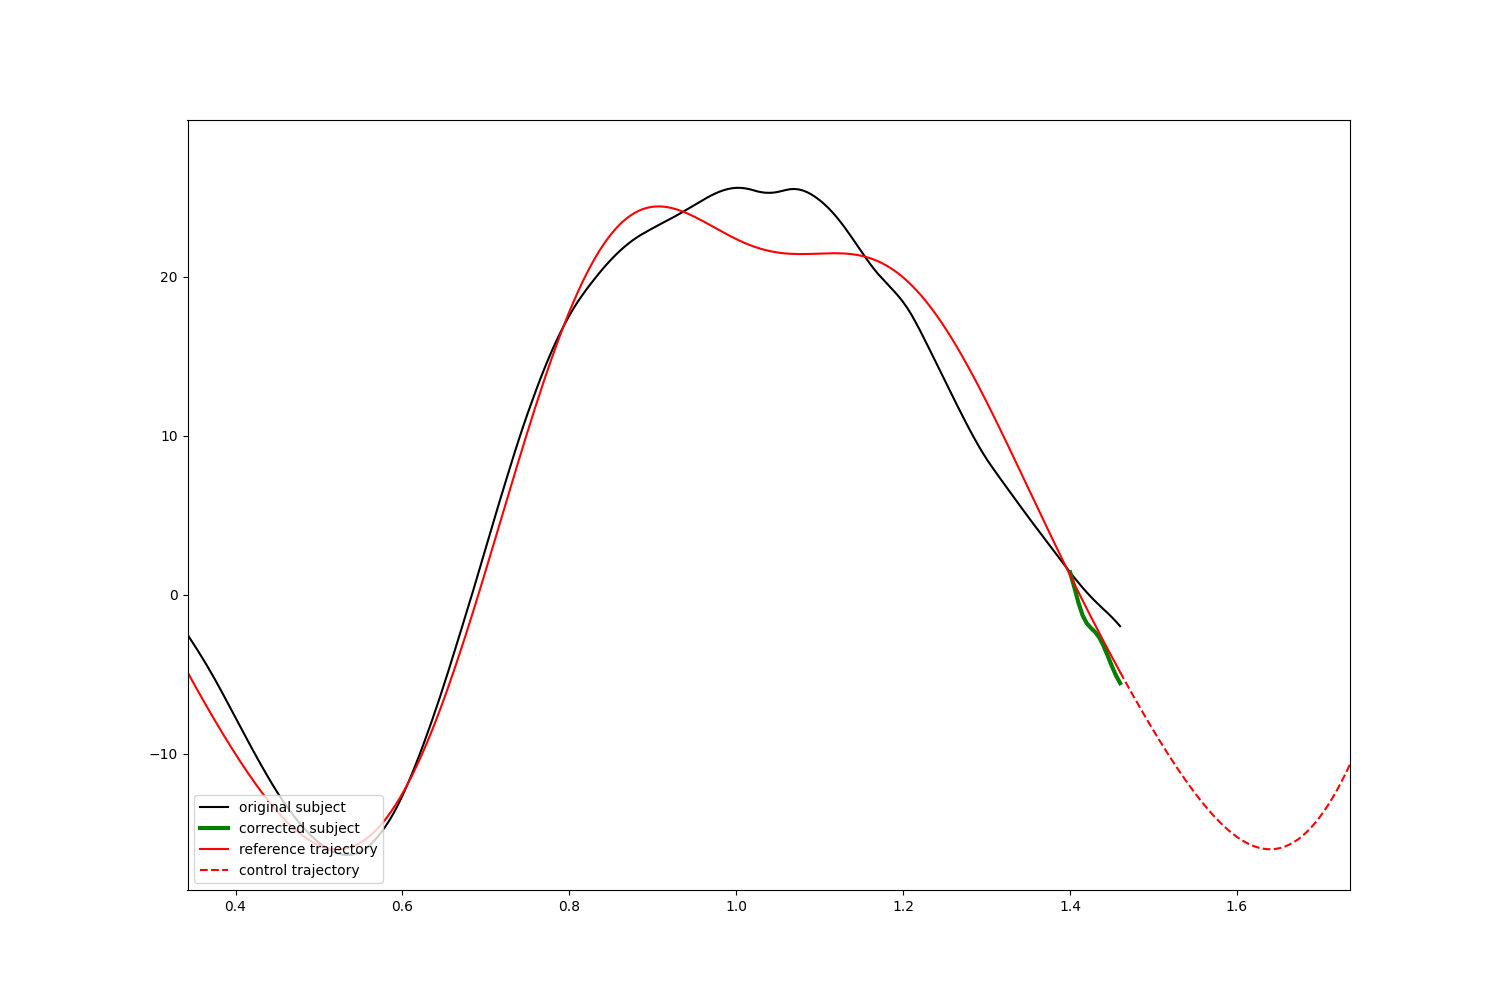 20
10
0
−10
original subject
corrected subject
reference trajectory
control trajectory
0.4 0.6 0.8 1.0 1.2 1.4 1.6